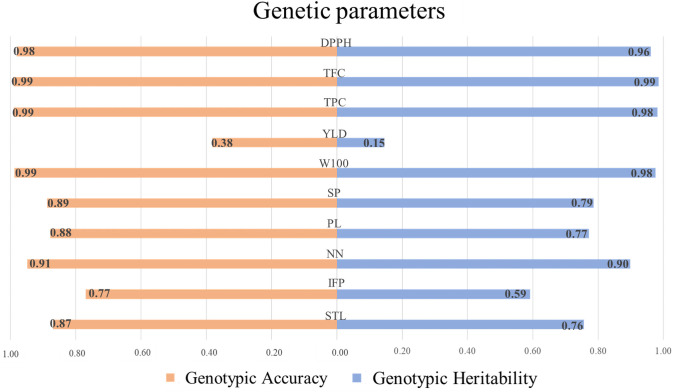 Genetic parameters
DPPH
0.98 0.96
TFC
0.99 0.99
TPC
0.99 0.98
YLD
0.38 0.15
W100
0.99 0.98
SP
0.89 0.79
PL
0.88 0.77
NN
0.91 0.90
IFP
0.77 0.59
STL
0.87 0.76
1.00 0.80 0.60 0.40 0.20 0.00 0.20 0.40 0.60 0.80 1.00
Genotypic Accuracy Genotypic Heritability